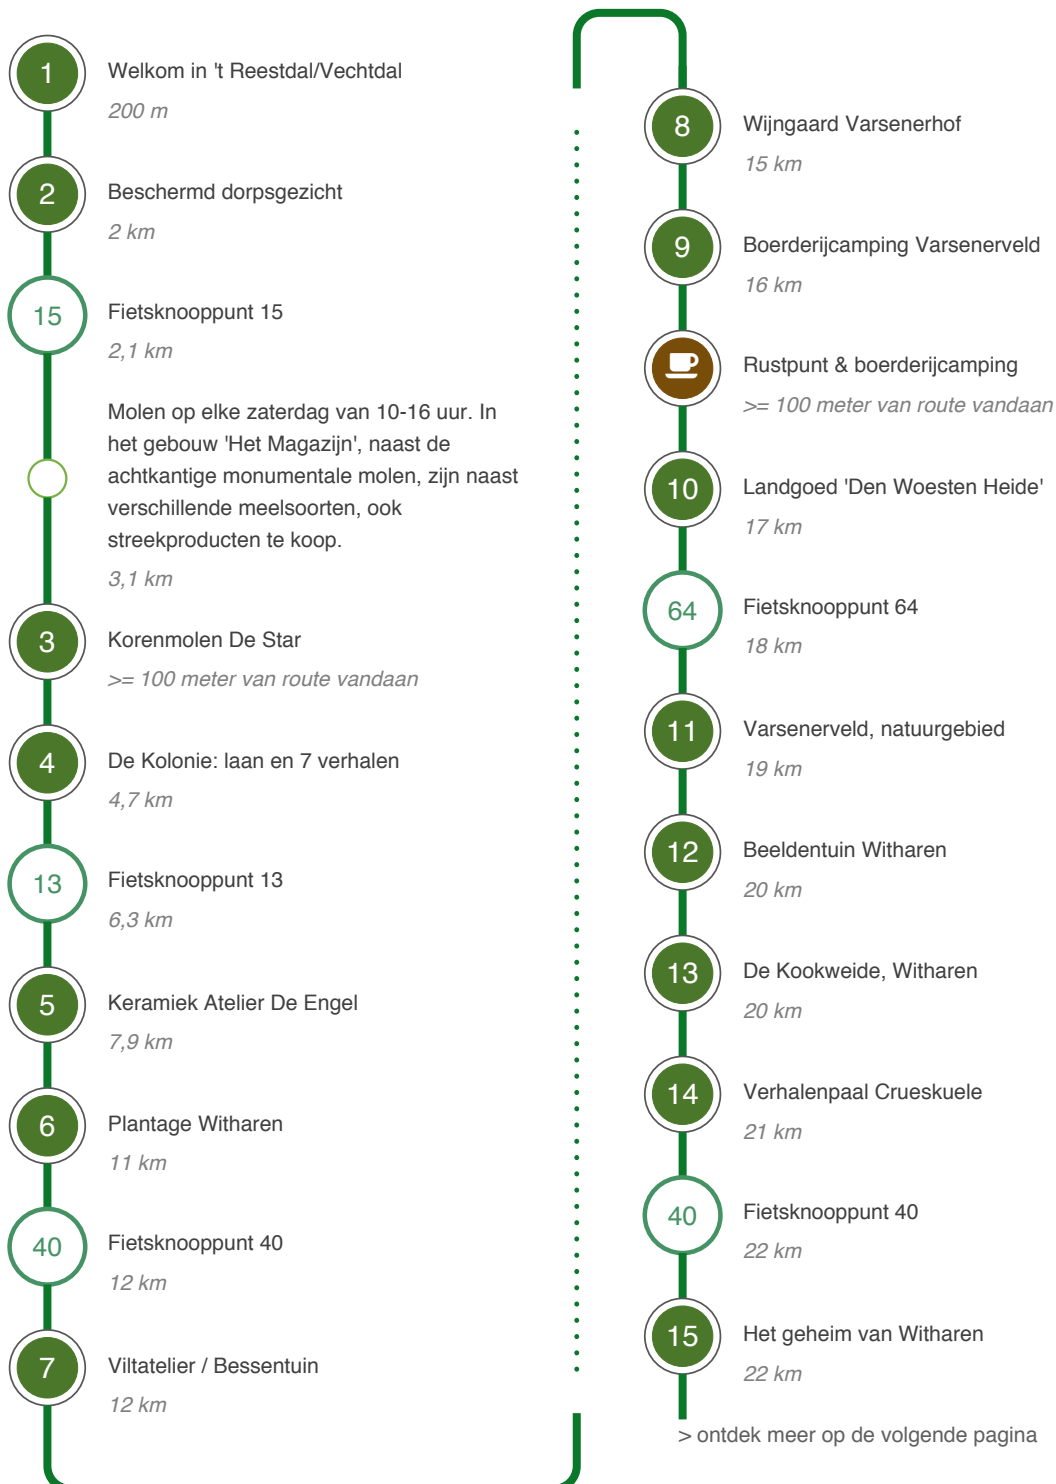 1
Welkom in 't Reestdal/Vechtdal
200 m
2
Beschermd dorpsgezicht
2 km
15
Fietsknooppunt 15
2,1 km
Molen op elke zaterdag van 10-16 uur. In
het gebouw 'Het Magazijn', naast de
achtkantige monumentale molen, zijn naast
verschillende meelsoorten, ook
streekproducten te koop.
3,1 km
3
Korenmolen De Star
>= 100 meter van route vandaan
4
De Kolonie: laan en 7 verhalen
4,7 km
13
Fietsknooppunt 13
6,3 km
5
Keramiek Atelier De Engel
7,9 km
6
Plantage Witharen
11 km
40
Fietsknooppunt 40
12 km
7
Viltatelier / Bessentuin
12 km
8
Wijngaard Varsenerhof
15 km
9
Boerderijcamping Varsenerveld
16 km
Rustpunt & boerderijcamping
>= 100 meter van route vandaan
10
Landgoed 'Den Woesten Heide'
17 km
64
Fietsknooppunt 64
18 km
11
Varsenerveld, natuurgebied
19 km
12
Beeldentuin Witharen
20 km
13
De Kookweide, Witharen
20 km
14
Verhalenpaal Crueskuele
21 km
40
Fietsknooppunt 40
22 km
15
Het geheim van Witharen
22 km
> ontdek meer op de volgende pagina